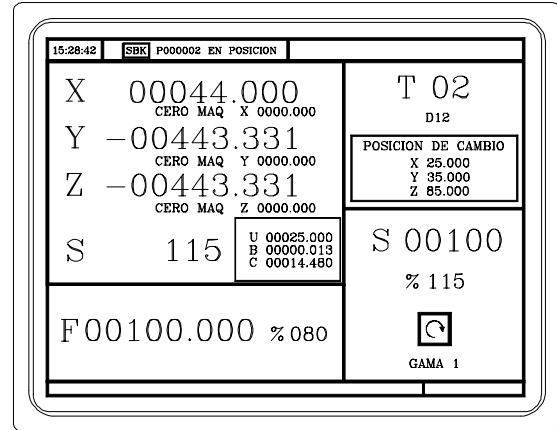 15:28:42 SBK P000002 EN POSICION
X 00044.000
CERO MAQ X 0000.000
Y -00443.331
CERO MAQ Y 0000.000
Z -00443.331
CERO MAQ Z 0000.000
S 115
U 00025.000
B 00000.013
C 00014.480
F00100.000 %080
T 02
D12
POSICION DE CAMBIO
X 25.000
Y 35.000
Z 85.000
S 00100
% 115
GAMA 1